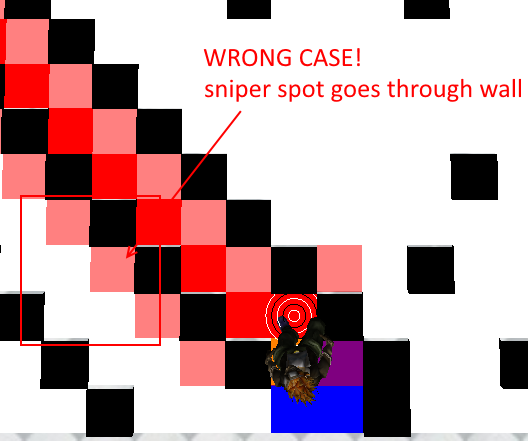 WRONG CASE!
sniper spot goes through wall